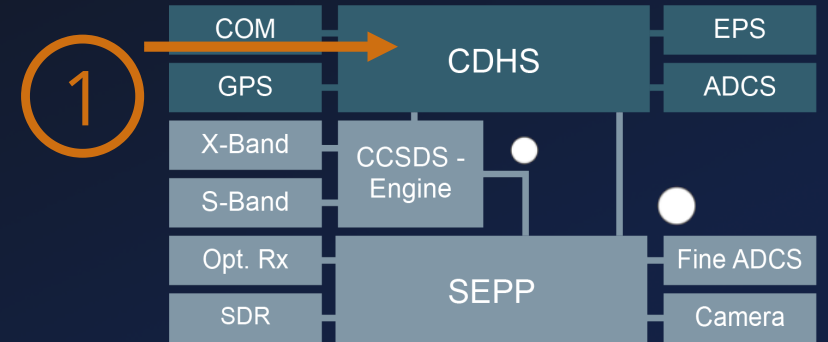 COM
CDHS
EPS
1
GPS
ADCS
X-Band
CCSDS -
Engine
S-Band
Opt. Rx
SEPP
Fine ADCS
SDR
Camera